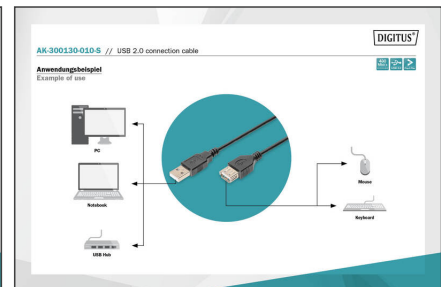 DIGITUS®
AK-300130-010-S // USB 2.0 connection cable
Anwendungsbeispiel
Example of use
PC
Notebook
USB Hub
Mouse
Keyboard